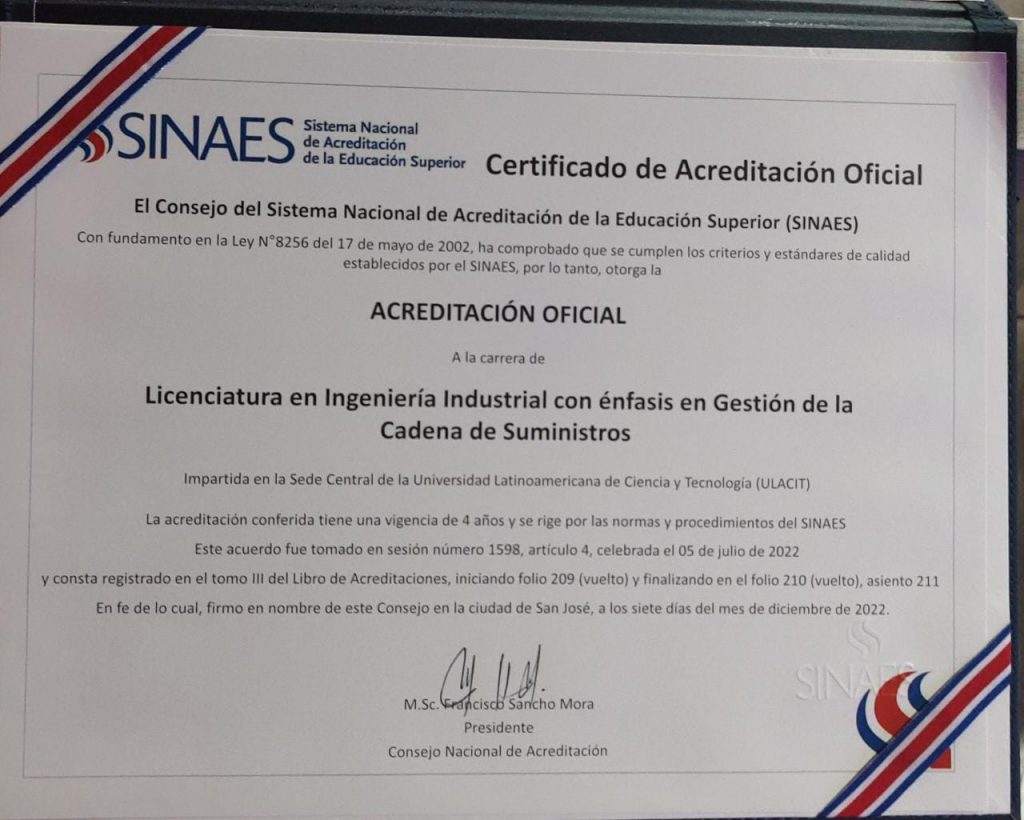 SINAES
Sistema Nacional
de Acreditación
de la Educación Superior
Certificado de Acreditación Oficial
El Consejo del Sistema Nacional de Acreditación de la Educación Superior (SINAES)
Con fundamento en la Ley N°8256 del 17 de mayo de 2002, ha comprobado que se cumplen los criterios y estándares de calidad
establecidos por el SINAES, por lo tanto, otorga la
ACREDITACIÓN OFICIAL
A la carrera de
Licenciatura en Ingeniería Industrial con énfasis en Gestión de la
Cadena de Suministros
Impartida en la Sede Central de la Universidad Latinoamericana de Ciencia y Tecnología (ULACIT)
La acreditación conferida tiene una vigencia de 4 años y se rige por las normas y procedimientos del SINAES
Este acuerdo fue tomado en sesión número 1598, artículo 4, celebrada el 05 de julio de 2022
y consta registrado en el tomo III del Libro de Acreditaciones, iniciando folio 209 (vuelto) y finalizando en el folio 210 (vuelto), asiento 211
En fe de lo cual, firmo en nombre de este Consejo en la ciudad de San José, a los siete días del mes de diciembre de 2022.
SINAES
M.Sc. Francisco Sancho Mora
Presidente
Consejo Nacional de Acreditación